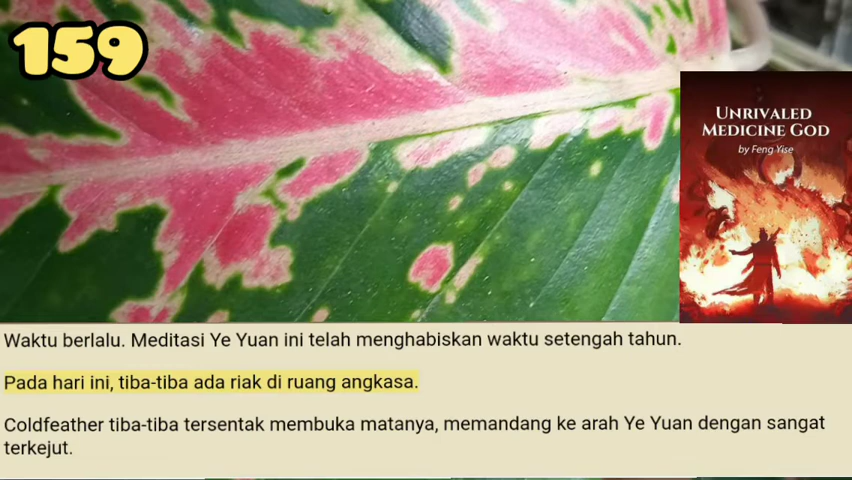 159
UNRIVALED
MEDICINE GOD
by Feng Yise
Waktu berlalu. Meditasi Ye Yuan ini telah menghabiskan waktu setengah tahun.
Pada hari ini, tiba-tiba ada riak di ruang angkasa.
Coldfeather tiba-tiba tersentak membuka matanya, memandang ke arah Ye Yuan dengan sangat
terkejut.